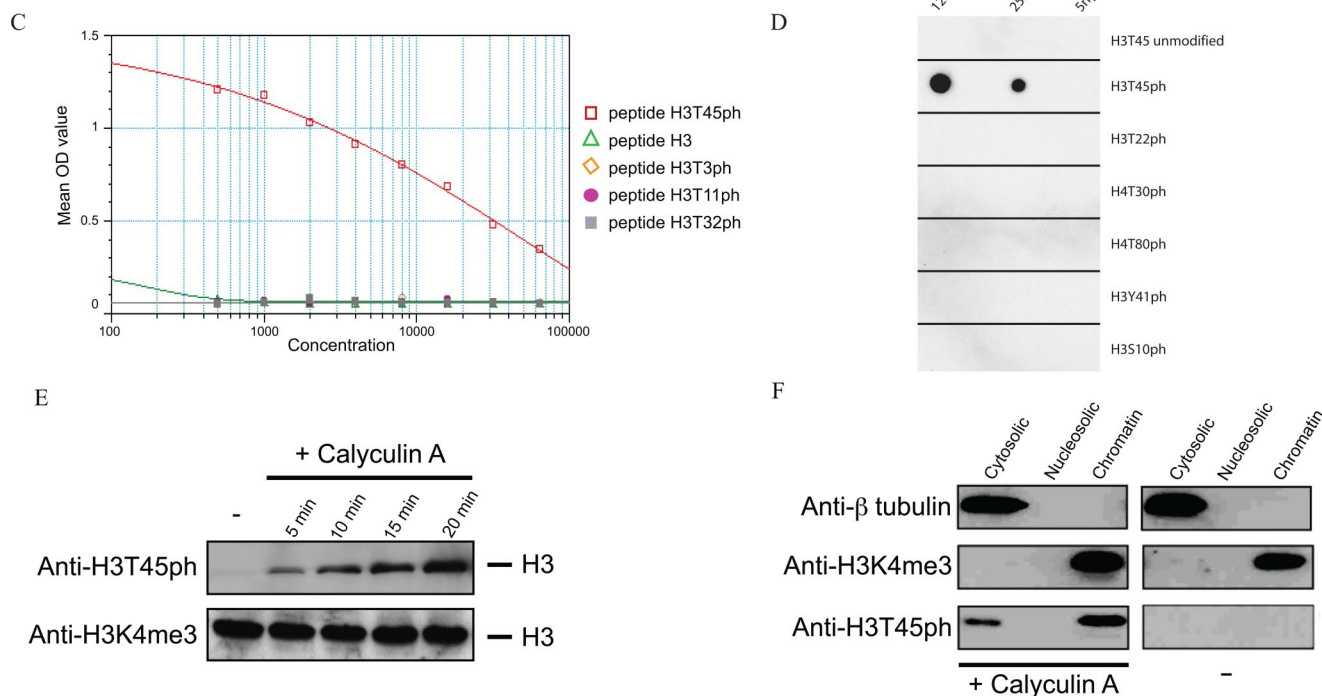 C
1.5
1
0.5
0
Mean OD value
100
1000
10000
100000
Concentration
peptide H3T45ph
peptide H3
peptide H3T3ph
peptide H3T11ph
peptide H3T32ph
D
H3T45 unmodified
H3T45ph
H3T22ph
H4T30ph
H4T80ph
H3Y41ph
H3S10ph
E
+ Calyculin A
-
5 min
10 min
15 min
20 min
Anti-H3T45ph
H3
Anti-H3K4me3
H3
F
Cytosolic
Nucleosolic
Chromatin
Cytosolic
Nucleosolic
Chromatin
Anti-β tubulin
Anti-H3K4me3
Anti-H3T45ph
+ Calyculin A
-